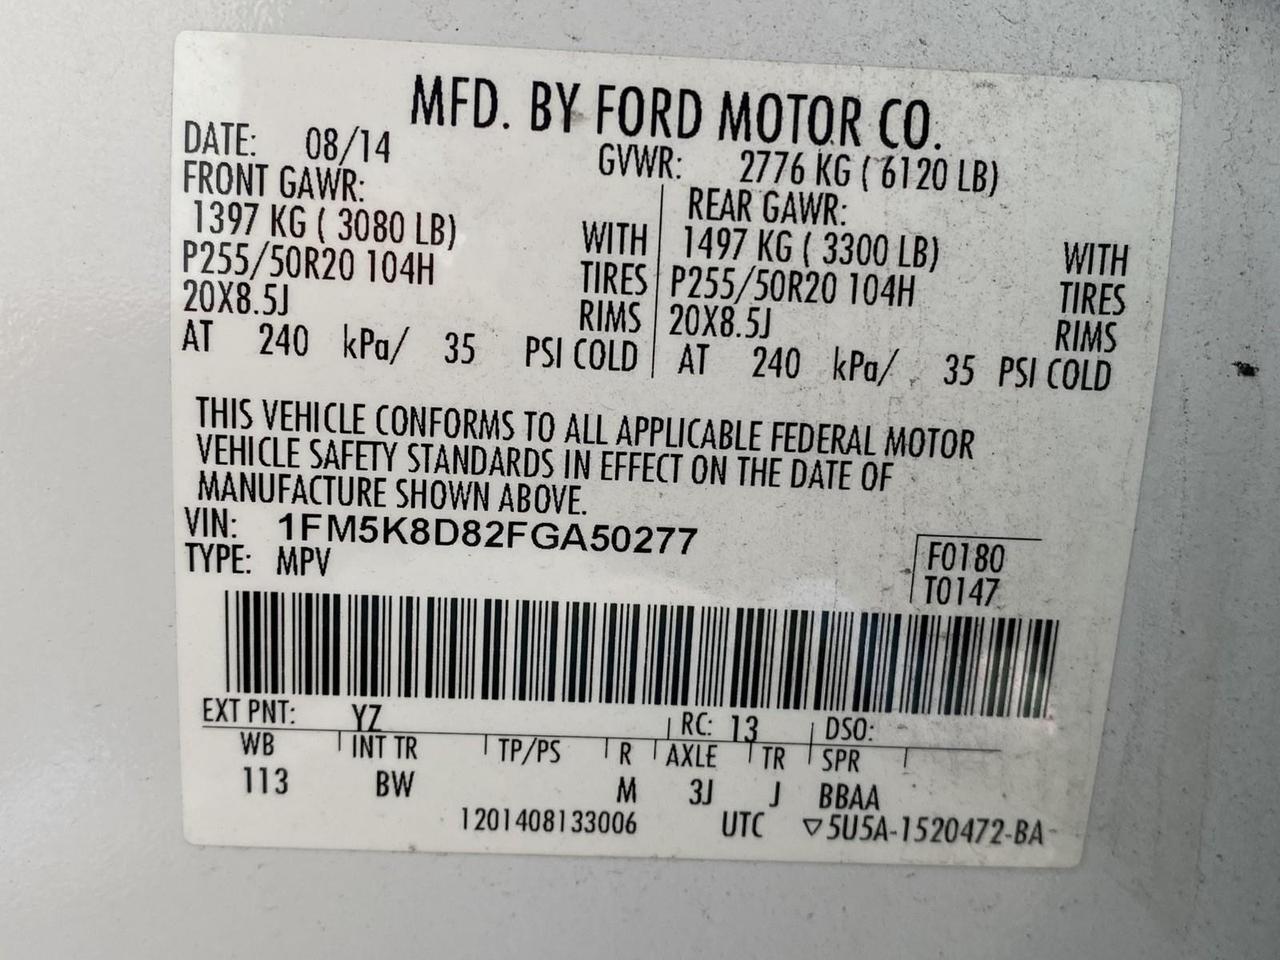 MFD. BY FORD MOTOR CO.
DATE: 08/14 GVWR: 2776 KG ( 6120 LB)
FRONT GAWR:
1397 KG ( 3080 LB) WITH
P255/50R20 104H TIRES
20X8.5J RIMS
AT 240 kPa/ 35 PSI COLD
REAR GAWR:
1497 KG ( 3300 LB) WITH
P255/50R20 104H TIRES
20X8.5J RIMS
AT 240 kPa/ 35 PSI COLD
THIS VEHICLE CONFORMS TO ALL APPLICABLE FEDERAL MOTOR
VEHICLE SAFETY STANDARDS IN EFFECT ON THE DATE OF
MANUFACTURE SHOWN ABOVE.
VIN: 1FM5K8D82FGA50277
TYPE: MPV
F0180
T0147
EXT PNT: YZ RC: 13 DSO:
WB INT TR TP/PS R AXLE TR SPR
113 BW M 3J J BBAA
1201408133006 UTC ▽5U5A-1520472-BA